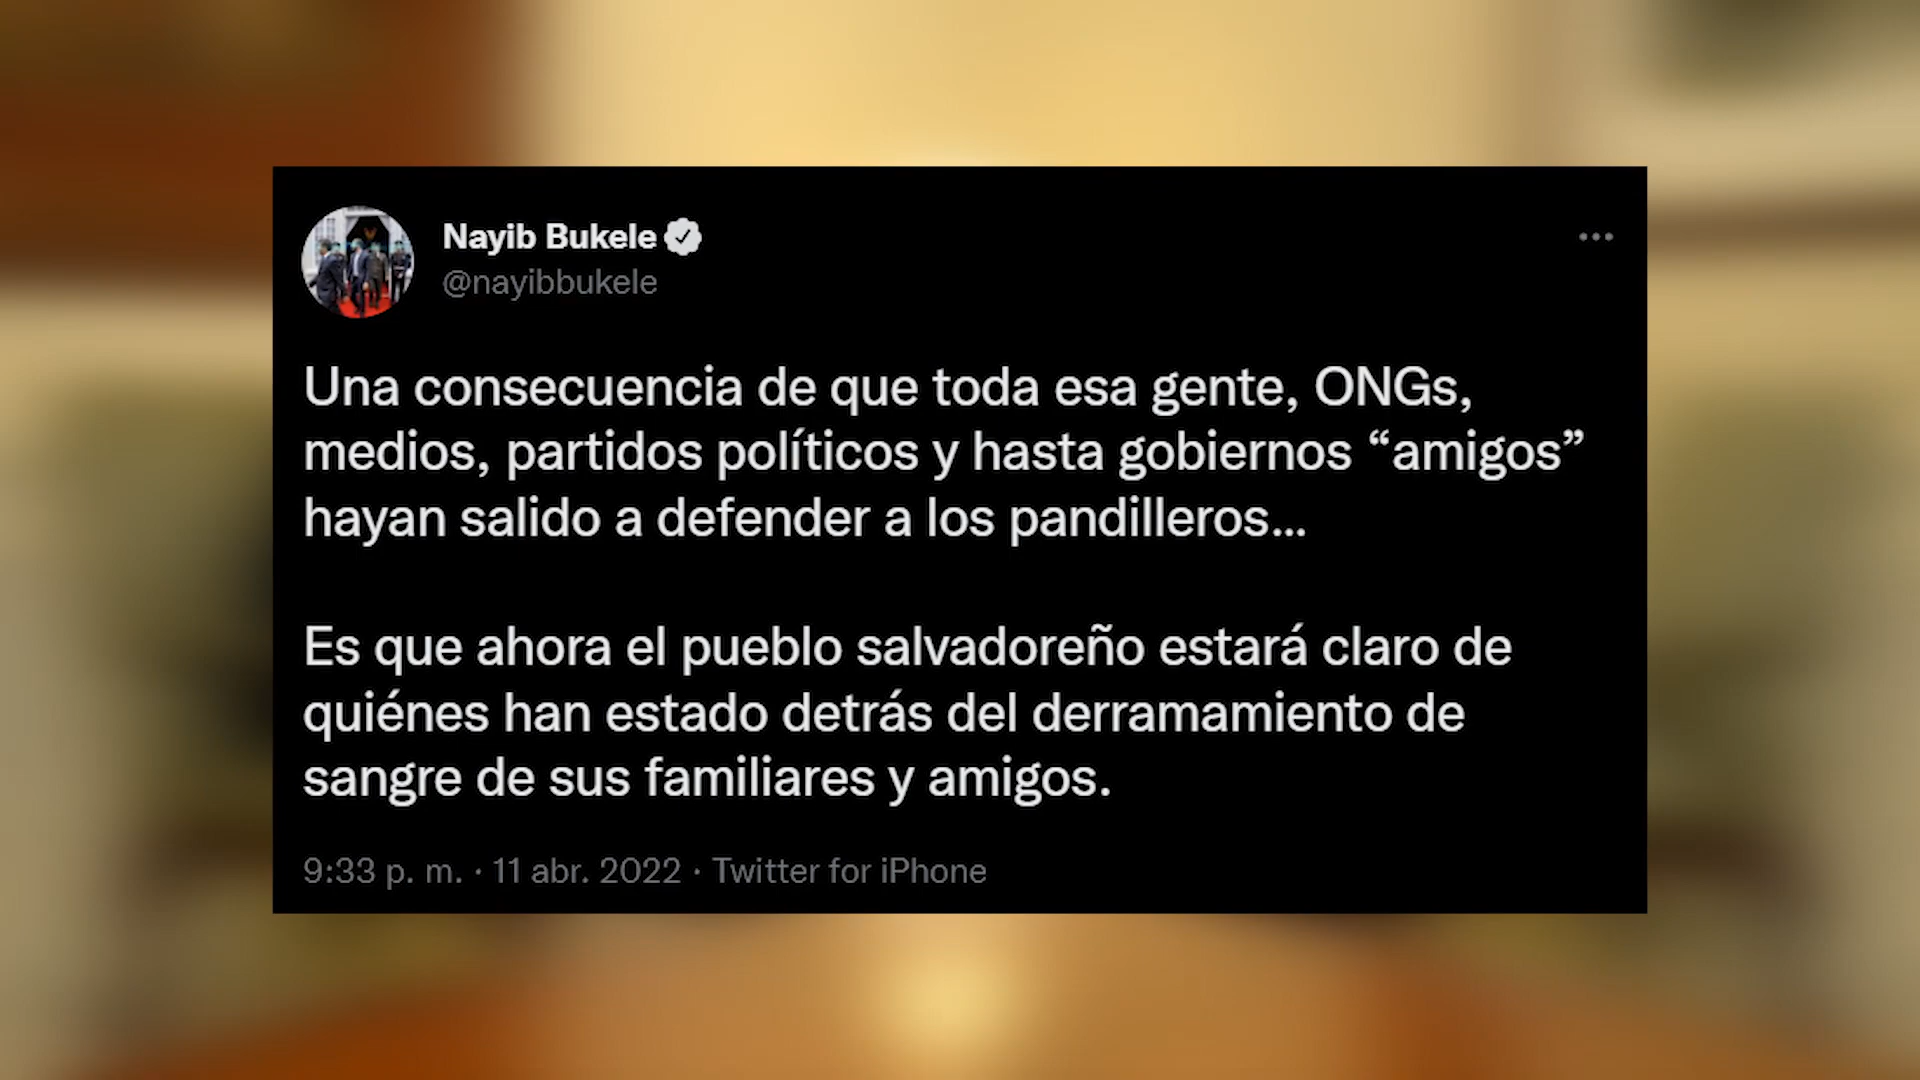 Nayib Bukele
@nayibbukele
Una consecuencia de que toda esa gente, ONGs,
medios, partidos políticos y hasta gobiernos “amigos”
hayan salido a defender a los pandilleros...
Es que ahora el pueblo salvadoreño estará claro de
quiénes han estado detrás del derramamiento de
sangre de sus familiares y amigos.
9:33 p. m. · 11 abr. 2022 · Twitter for iPhone